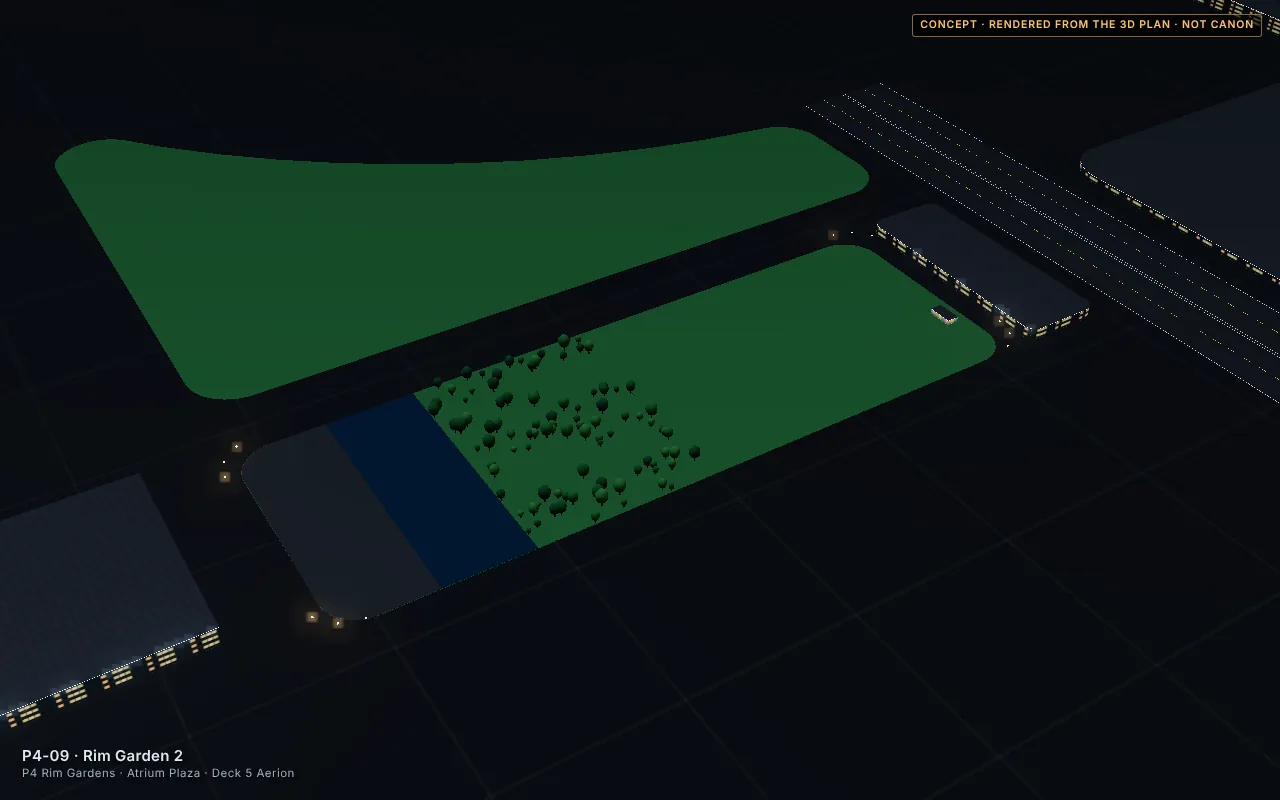 CONCEPT · RENDERED FROM THE 3D PLAN · NOT CANON
P4-09 · Rim Garden 2
P4 Rim Gardens · Atrium Plaza · Deck 5 Aerion